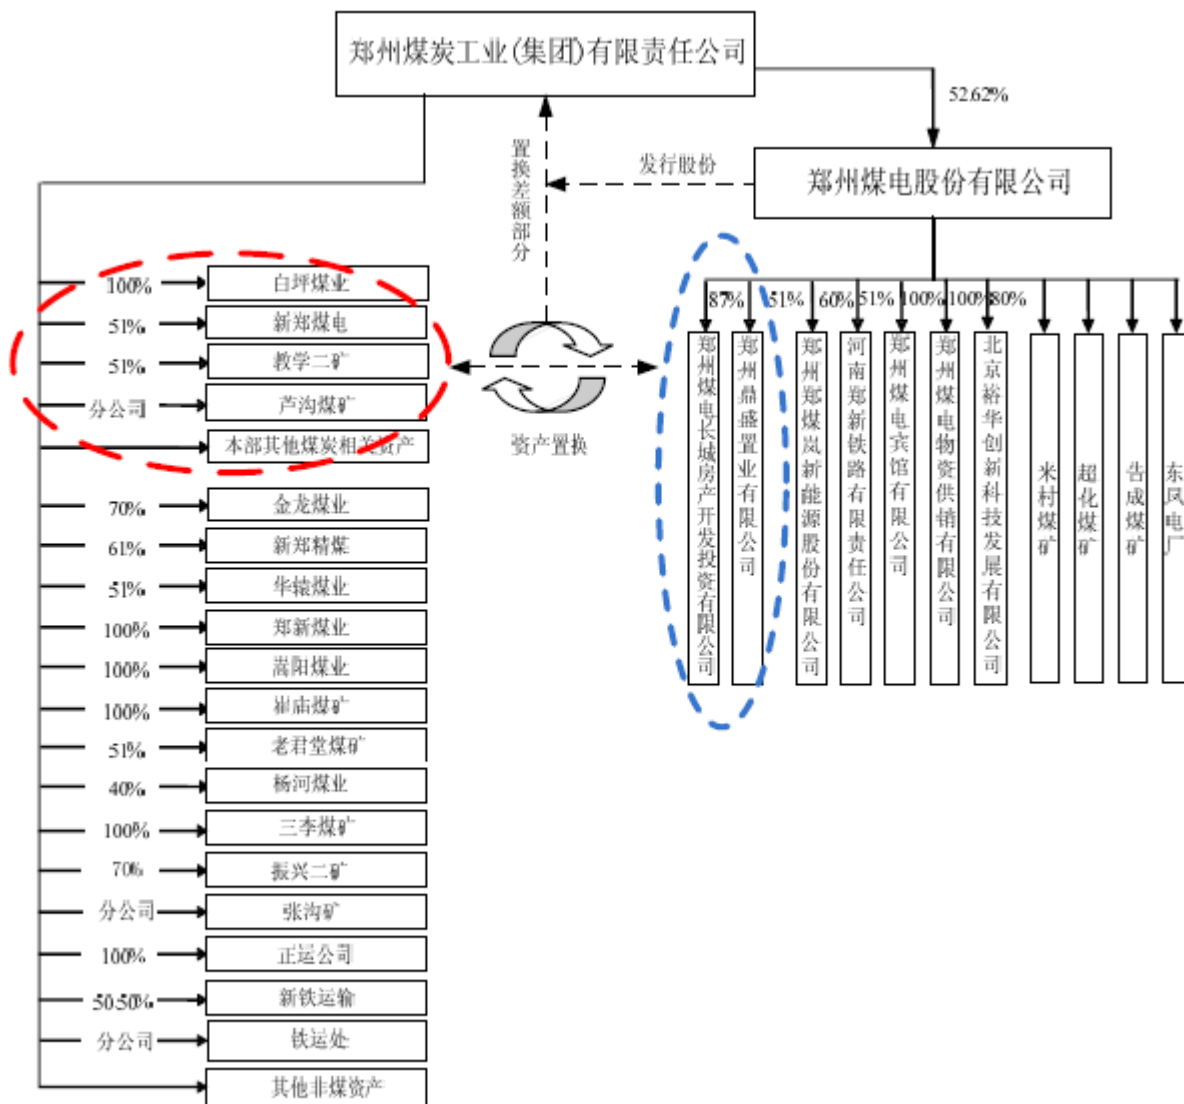 郑州煤炭工业(集团)有限责任公司
52.62%
置换差额部分
发行股份
郑州煤电股份有限公司
100%
白坪煤业
51%
新郑煤电
51%
教学二矿
分公司
芦沟煤矿
本部其他煤炭相关资产
资产置换
87%
51%
60%
51%
100%
100%
80%
郑州煤电长城房产开发投资有限公司
郑州鼎盛置业有限公司
郑州郑煤岚新能源股份有限公司
河南郑新铁路有限责任公司
郑州煤电宾馆有限公司
郑州煤电物资供销有限公司
北京裕华创新科技发展有限公司
米村煤矿
超化煤矿
告成煤矿
东风电厂
70%
金龙煤业
61%
新郑精煤
51%
华辕煤业
100%
郑新煤业
100%
嵩阳煤业
100%
崔庙煤矿
51%
老君堂煤矿
40%
杨河煤业
100%
三李煤矿
70%
振兴二矿
分公司
张沟矿
100%
正运公司
50.50%
新铁运输
分公司
铁运处
其他非煤资产